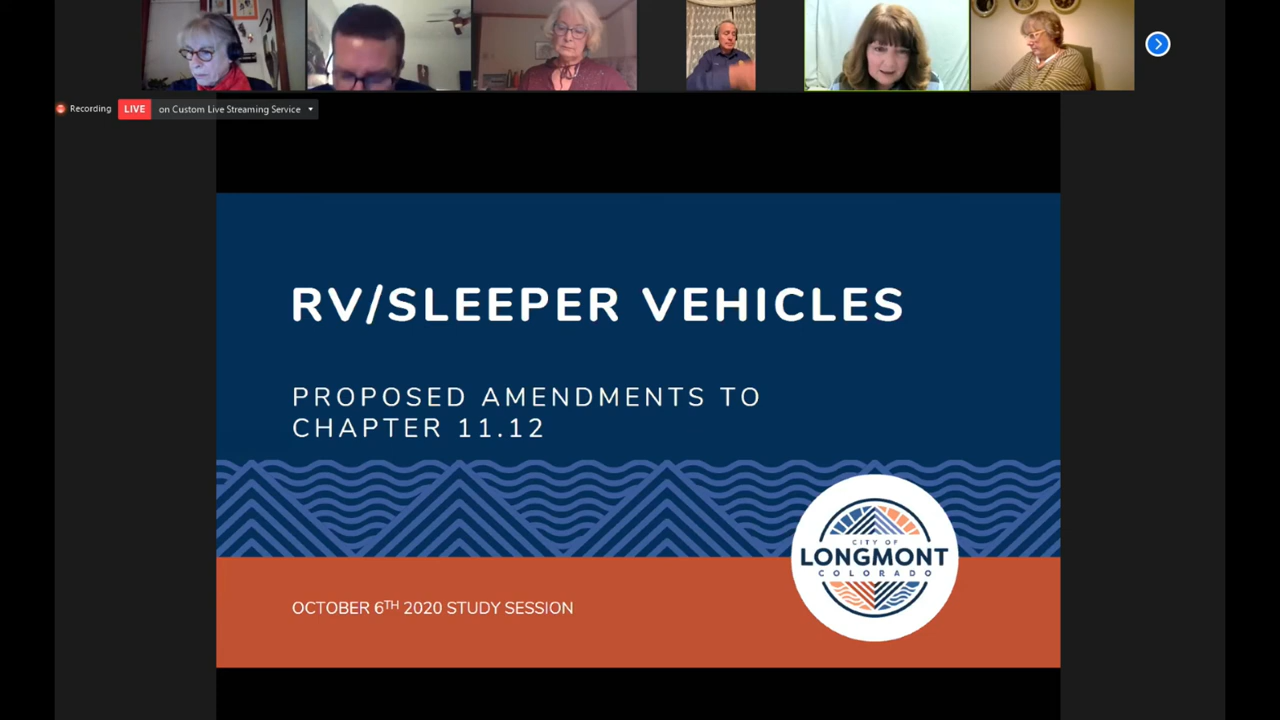 Recording
LIVE
on Custom Live Streaming Service
RV/SLEEPER VEHICLES
PROPOSED AMENDMENTS TO
CHAPTER 11.12
CITY OF
LONGMONT
COLORADO
OCTOBER 6TH 2020 STUDY SESSION